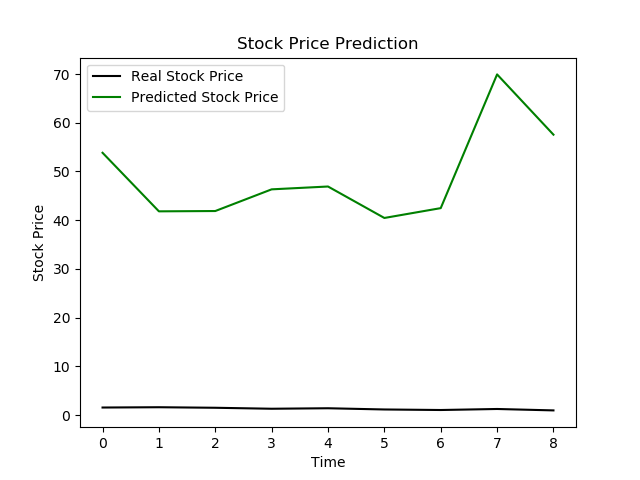 Stock Price Prediction
Real Stock Price
Predicted Stock Price
70
60
50
40
30
20
10
0
Stock Price
0 1 2 3 4 5 6 7 8
Time